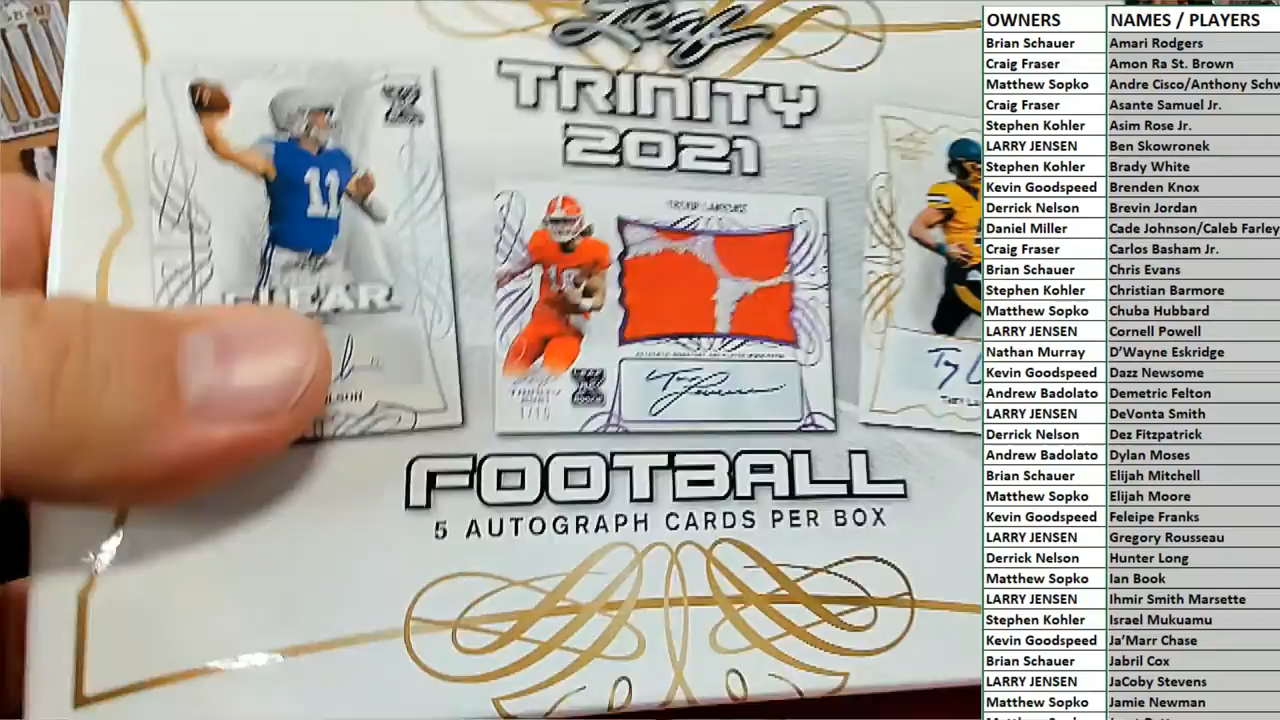 Leaf
TRINITY
2021
11
CLEAR
TREVOR LAWRENCE
1/10
FOOTBALL
5 AUTOGRAPH CARDS PER BOX
OWNERS NAMES / PLAYERS
Brian Schauer Amari Rodgers
Craig Fraser Amon Ra St. Brown
Matthew Sopko Andre Cisco/Anthony Schw
Craig Fraser Asante Samuel Jr.
Stephen Kohler Asim Rose Jr.
LARRY JENSEN Ben Skowronek
Stephen Kohler Brady White
Kevin Goodspeed Brenden Knox
Derrick Nelson Brevin Jordan
Daniel Miller Cade Johnson/Caleb Farley
Craig Fraser Carlos Basham Jr.
Brian Schauer Chris Evans
Stephen Kohler Christian Barmore
Matthew Sopko Chuba Hubbard
LARRY JENSEN Cornell Powell
Nathan Murray D'Wayne Eskridge
Kevin Goodspeed Dazz Newsome
Andrew Badolato Demetric Felton
LARRY JENSEN DeVonta Smith
Derrick Nelson Dez Fitzpatrick
Andrew Badolato Dylan Moses
Brian Schauer Elijah Mitchell
Matthew Sopko Elijah Moore
Kevin Goodspeed Feleipe Franks
LARRY JENSEN Gregory Rousseau
Derrick Nelson Hunter Long
Matthew Sopko Ian Book
LARRY JENSEN Ihmir Smith Marsette
Stephen Kohler Israel Mukuamu
Kevin Goodspeed Ja'Marr Chase
Brian Schauer Jabril Cox
LARRY JENSEN JaCoby Stevens
Matthew Sopko Jamie Newman